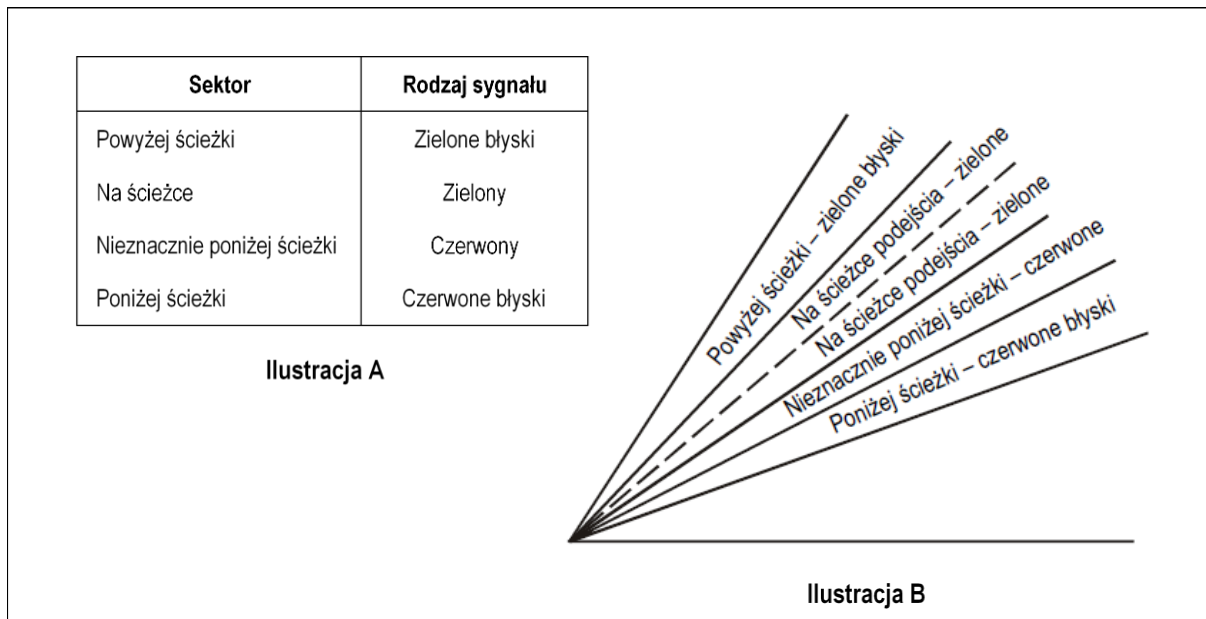 Sektor Rodzaj sygnału
Powyżej ścieżki Zielone błyski
Na ścieżce Zielony
Nieznacznie poniżej ścieżki Czerwony
Poniżej ścieżki Czerwone błyski
Ilustracja A
Powyżej ścieżki – zielone błyski
Na ścieżce podejścia – zielone
Na ścieżce podejścia – zielone
Nieznacznie poniżej ścieżki – czerwone
Poniżej ścieżki – czerwone błyski
Ilustracja B